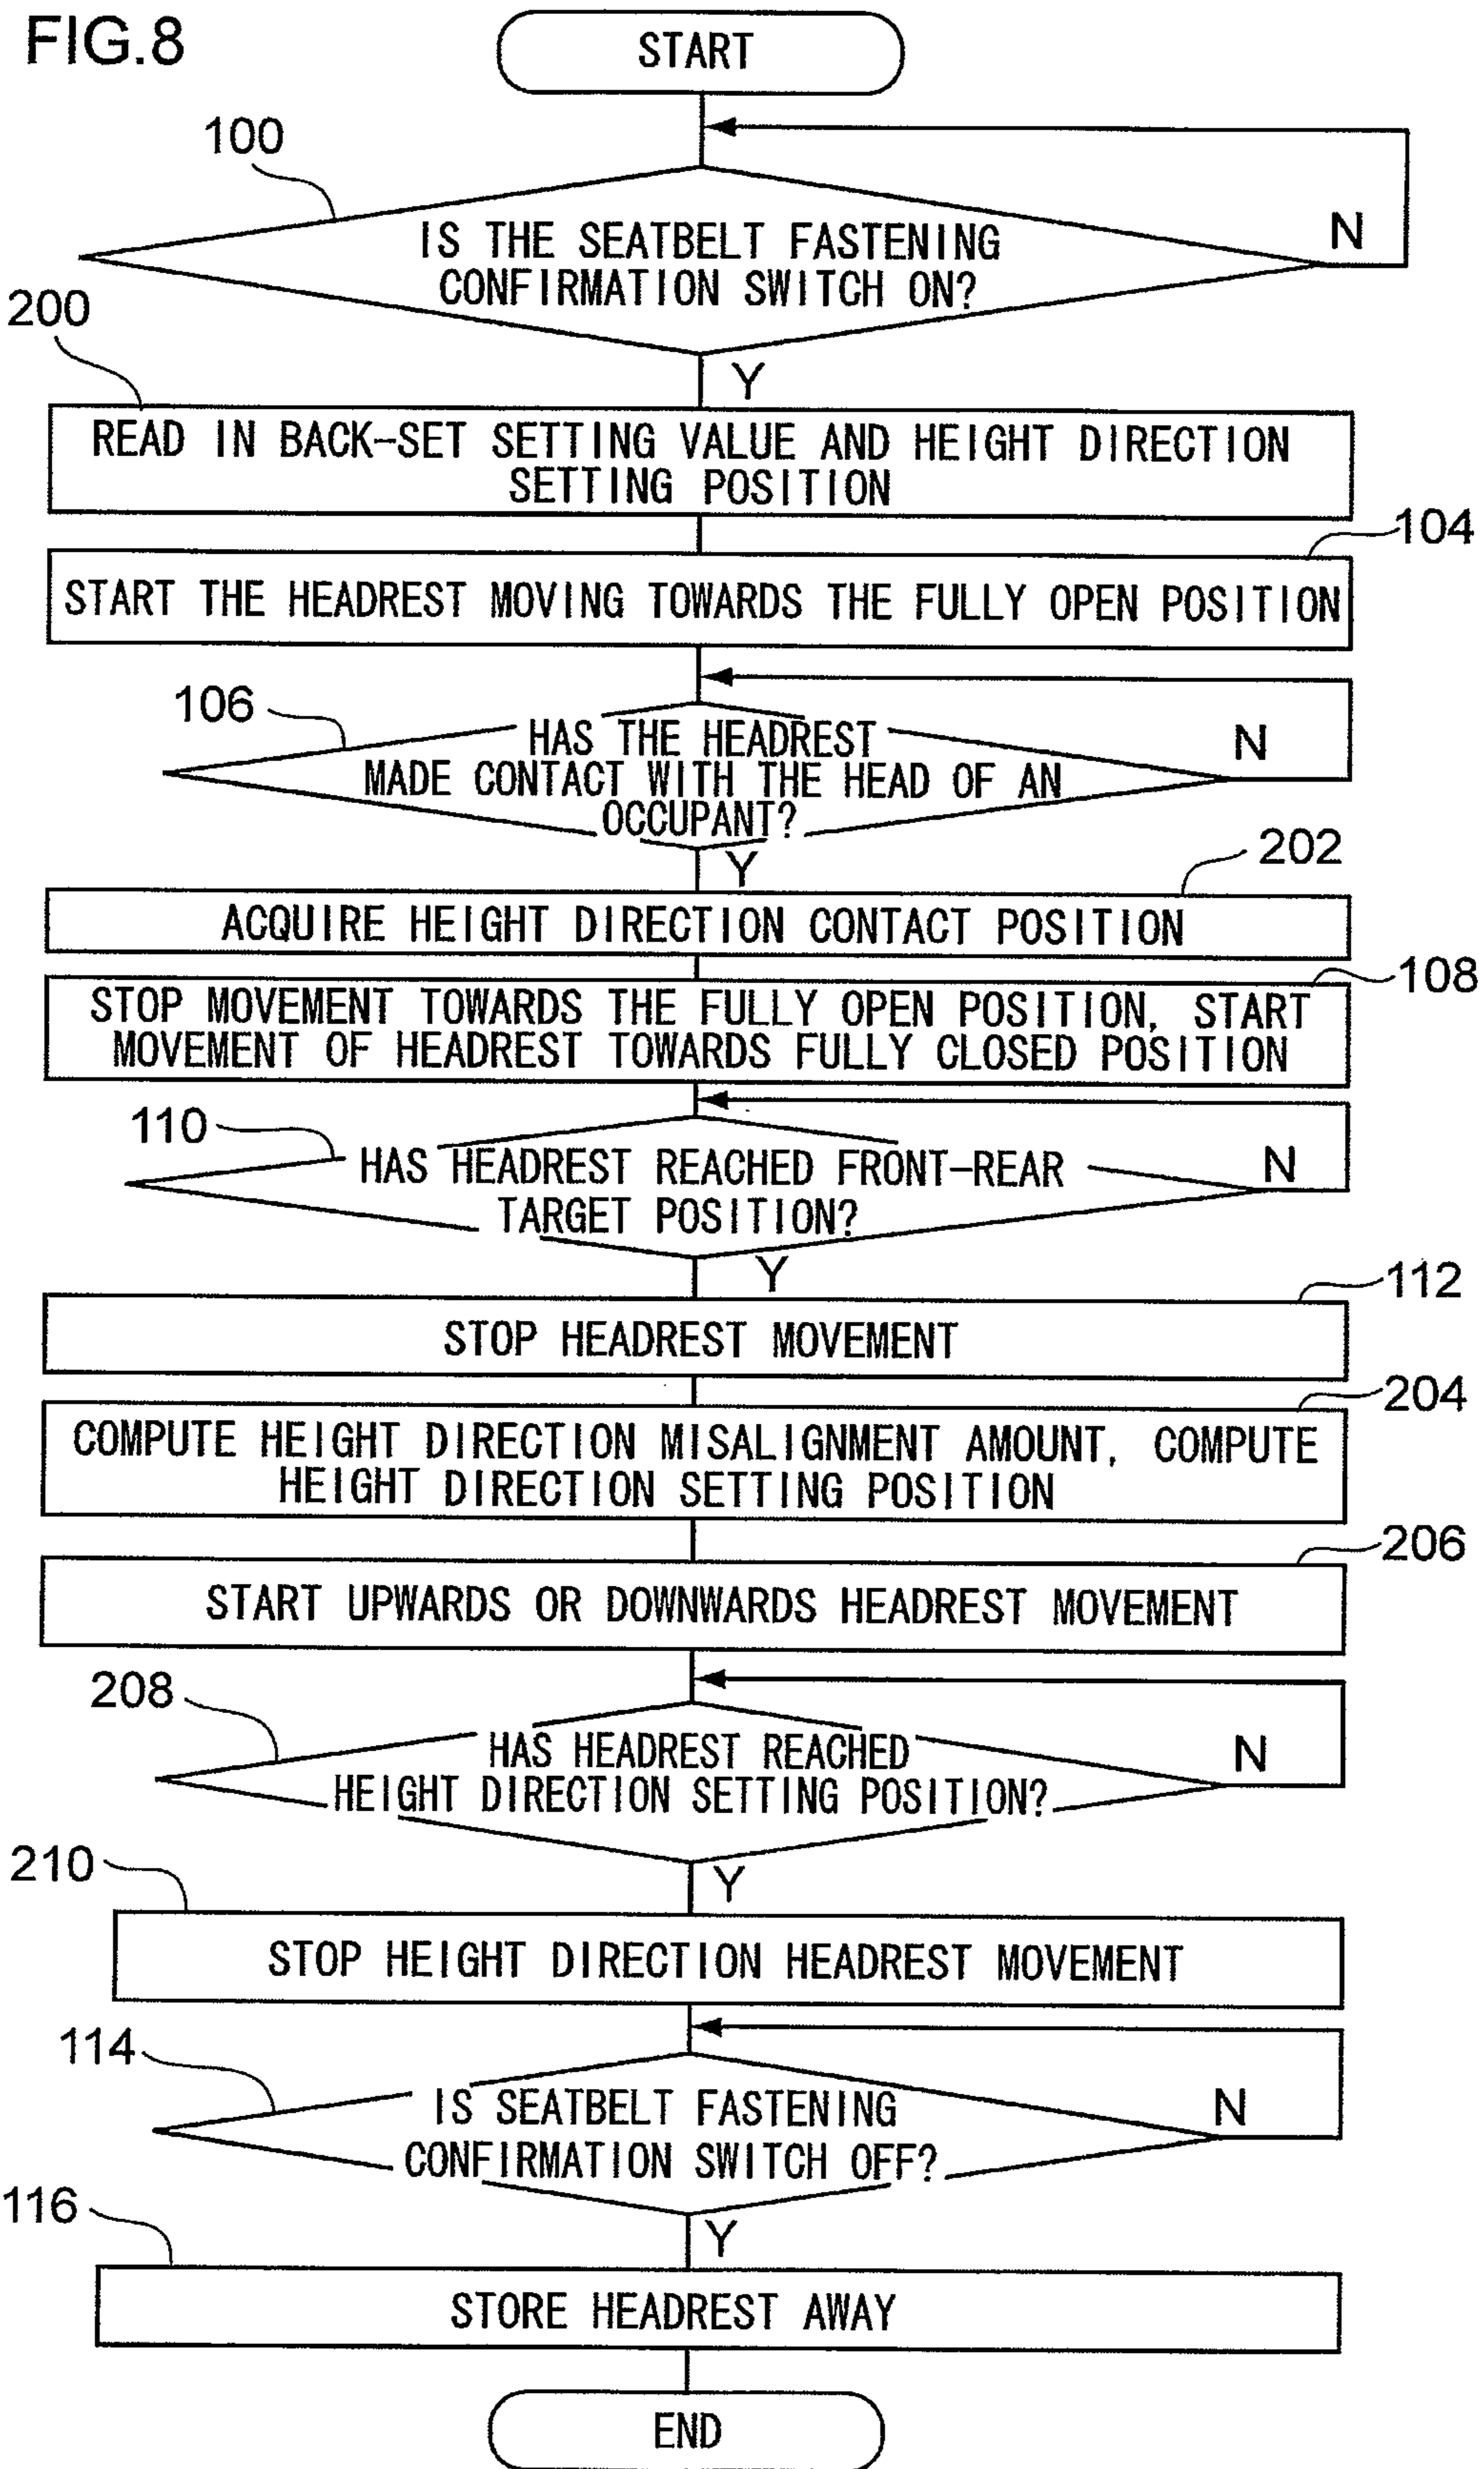 FIG.8
START
100
IS THE SEATBELT FASTENING
CONFIRMATION SWITCH ON?
N
Y
200
READ IN BACK-SET SETTING VALUE AND HEIGHT DIRECTION
SETTING POSITION
104
START THE HEADREST MOVING TOWARDS THE FULLY OPEN POSITION
106
HAS THE HEADREST
MADE CONTACT WITH THE HEAD OF AN
OCCUPANT?
N
Y
202
ACQUIRE HEIGHT DIRECTION CONTACT POSITION
108
STOP MOVEMENT TOWARDS THE FULLY OPEN POSITION, START
MOVEMENT OF HEADREST TOWARDS FULLY CLOSED POSITION
110
HAS HEADREST REACHED FRONT-REAR
TARGET POSITION?
N
Y
112
STOP HEADREST MOVEMENT
204
COMPUTE HEIGHT DIRECTION MISALIGNMENT AMOUNT, COMPUTE
HEIGHT DIRECTION SETTING POSITION
206
START UPWARDS OR DOWNWARDS HEADREST MOVEMENT
208
HAS HEADREST REACHED
HEIGHT DIRECTION SETTING POSITION?
N
Y
210
STOP HEIGHT DIRECTION HEADREST MOVEMENT
114
IS SEATBELT FASTENING
CONFIRMATION SWITCH OFF?
N
Y
116
STORE HEADREST AWAY
END